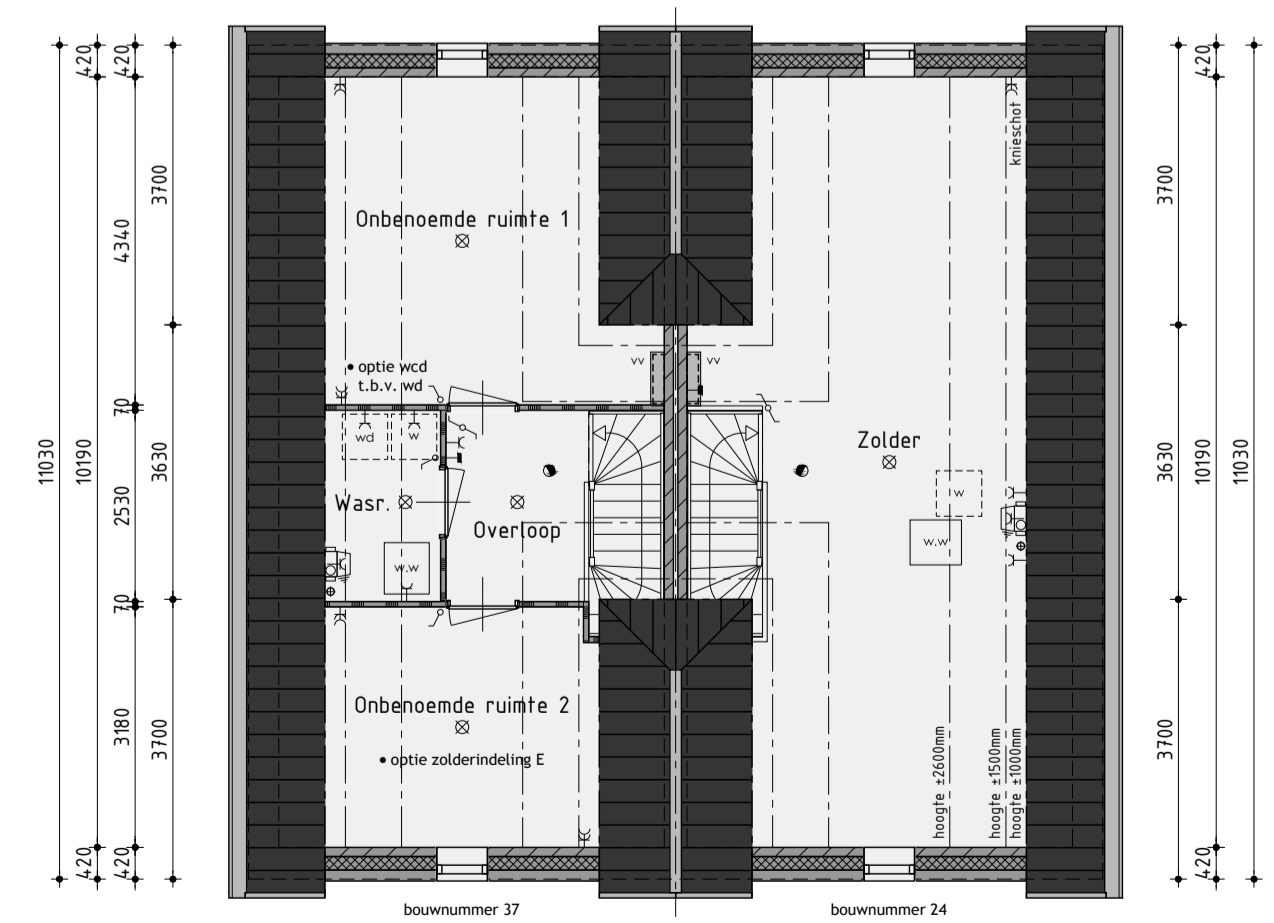 420
420
420
3700
4340
70
11030
10190
2530
3630
70
3180
3700
420
420
Onbenoemde ruimte 1
• optie wcd
t.b.v. wd
wd
w
Wasr.
w.w
Overloop
Onbenoemde ruimte 2
• optie zolderindeling E
vv
vv
knieschot
Zolder
w
w.w
hoogte ±2600mm
hoogte ±1500mm
hoogte ±1000mm
3700
3630
10190
11030
3700
420
bouwnummer 37
bouwnummer 24